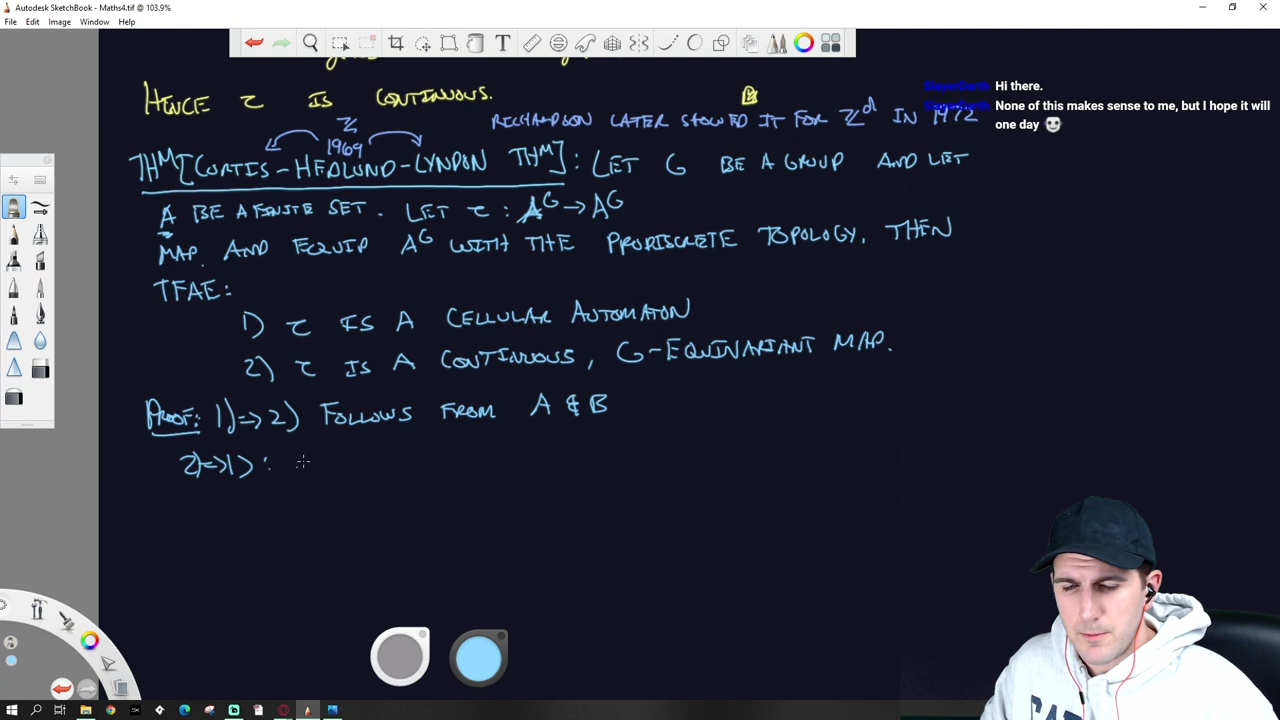 Autodesk SketchBook - Maths4.tif @ 103.9%
File Edit Image Window Help
HENCE τ IS CONTINUOUS.
SlayerDarth Hi there.
SlayerDarth None of this makes sense to me, but I hope it will
one day
ℤ
RICHARDSON LATER SHOWED IT FOR ℤ^d IN 1972
1969
THM [CURTIS-HEDLUND-LYNDON THM]: LET G BE A GROUP AND LET
A BE A FINITE SET. LET τ: A^G → A^G
MAP. AND EQUIP A^G WITH THE PRODISCRETE TOPOLOGY. THEN
TFAE:
1) τ IS A CELLULAR AUTOMATON
2) τ IS A CONTINUOUS, G-EQUIVARIANT MAP.
PROOF: 1) => 2) FOLLOWS FROM A & B
2) => 1):